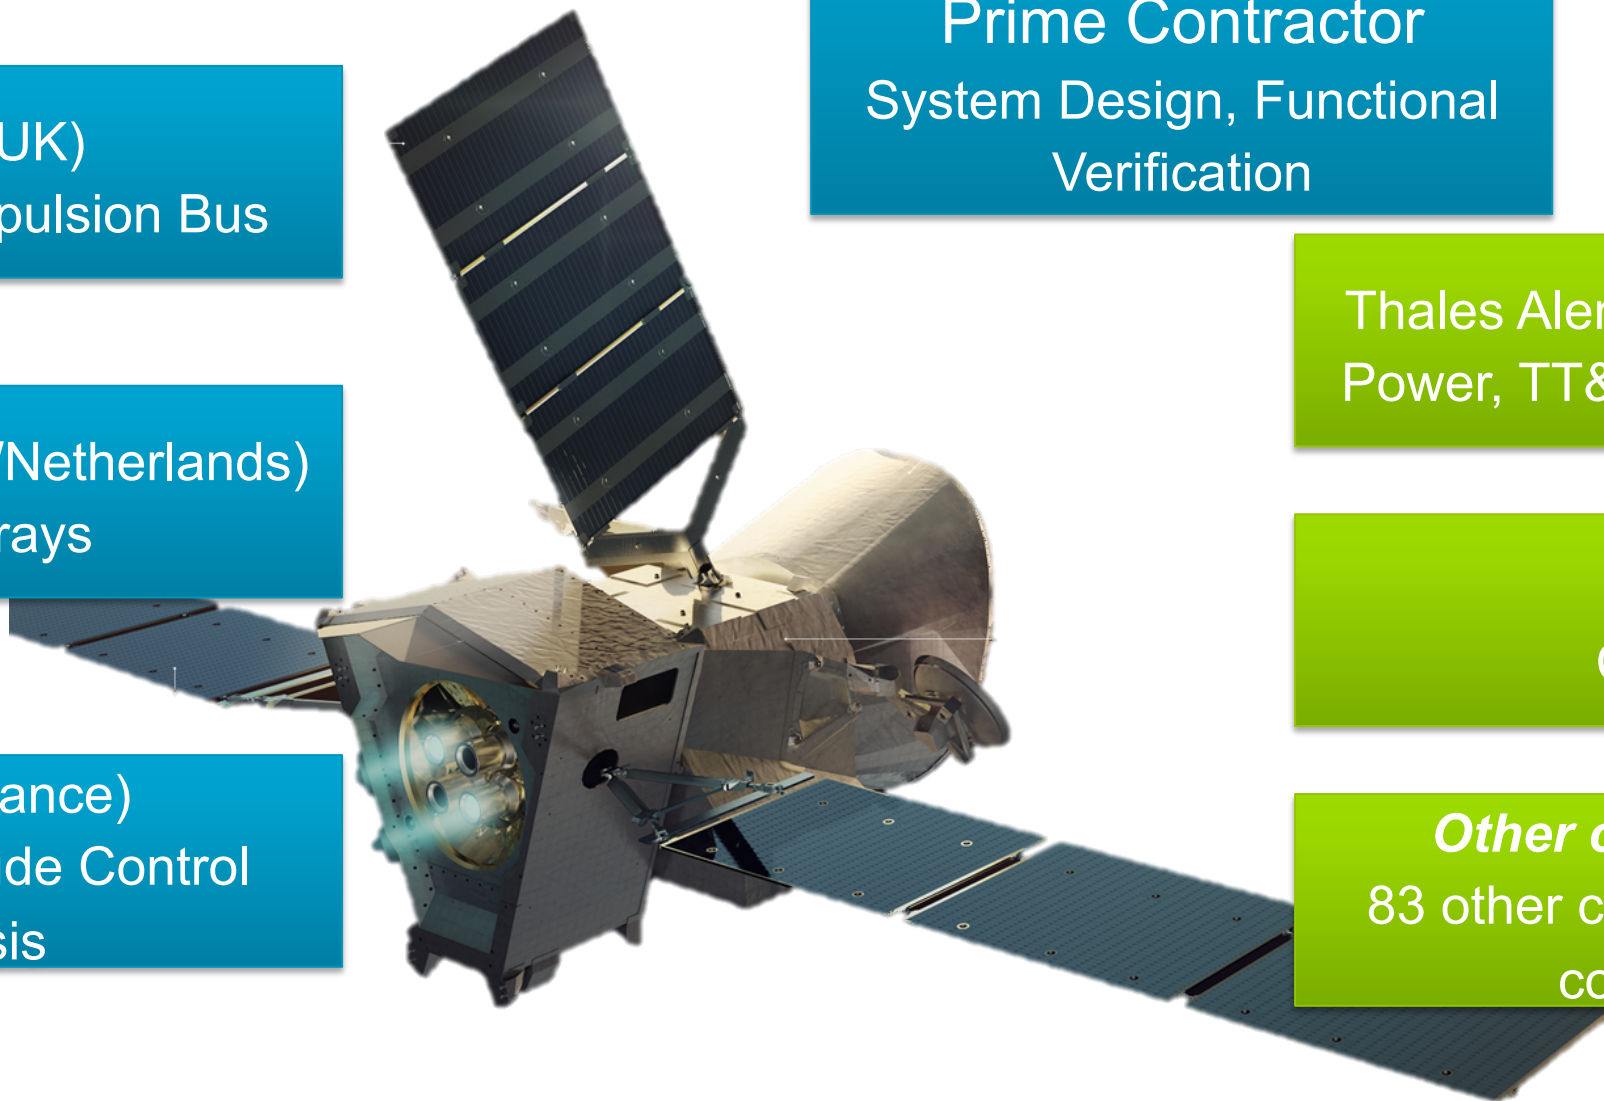 Prime Contractor
System Design, Functional
Verification
UK)
pulsion Bus
/Netherlands)
rays
ance)
ude Control
sis
Thales Aler
Power, TT&
Other c
83 other c
co